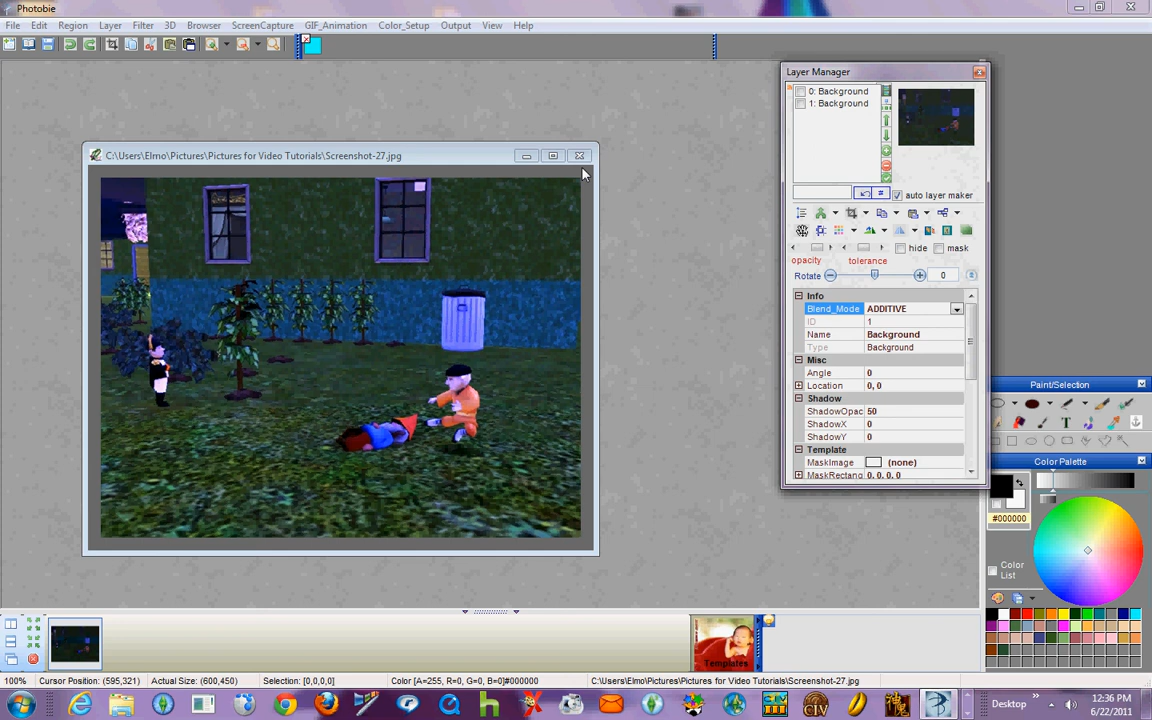 Photobie
File Edit Region Layer Filter 3D Browser ScreenCapture GIF_Animation Color_Setup Output View Help
Layer Manager
0: Background
1: Background
C:\Users\Elmo\Pictures\Pictures for Video Tutorials\Screenshot-27.jpg
# auto layer maker
hide mask
opacity tolerance
Rotate 0
Info
Blend_Mode ADDITIVE
ID 1
Name Background
Type Background
Misc
Angle 0
Location 0, 0
Shadow
ShadowOpac 50
ShadowX 0
ShadowY 0
Template
MaskImage (none)
MaskRectang 0, 0, 0, 0
Paint/Selection
T
Color Palette
#000000
Color List
Templates
100% Cursor Position: (595,321) Actual Size: (600,450) Selection: [0,0,0,0] Color [A=255, R=0, G=0, B=0]#000000 C:\Users\Elmo\Pictures\Pictures for Video Tutorials\Screenshot-27.jpg
Desktop
12:36 PM
6/22/2011